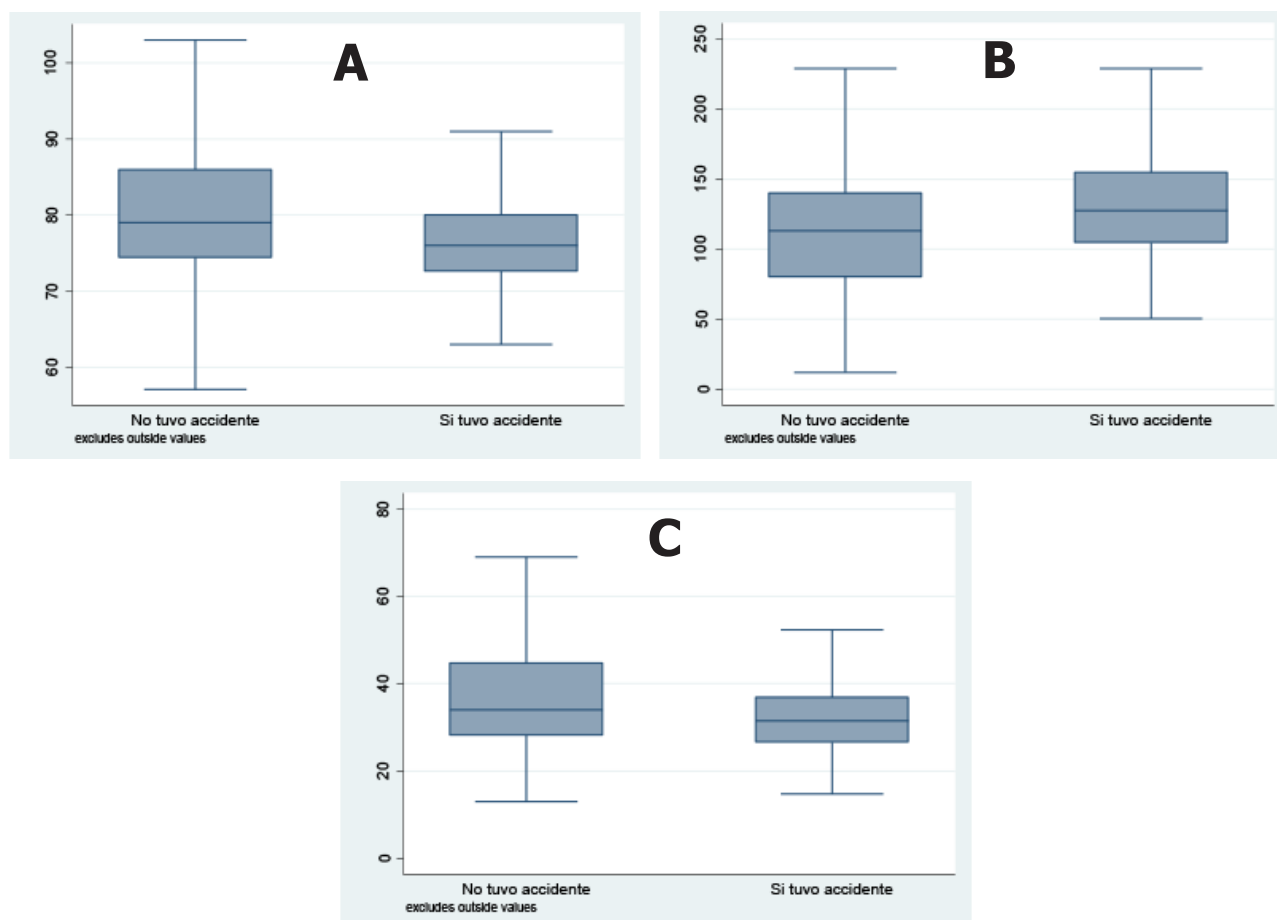 A
100
90
80
70
60
No tuvo accidente
Si tuvo accidente
excludes outside values
B
250
200
150
100
50
0
No tuvo accidente
Si tuvo accidente
excludes outside values
C
80
60
40
20
0
No tuvo accidente
Si tuvo accidente
excludes outside values